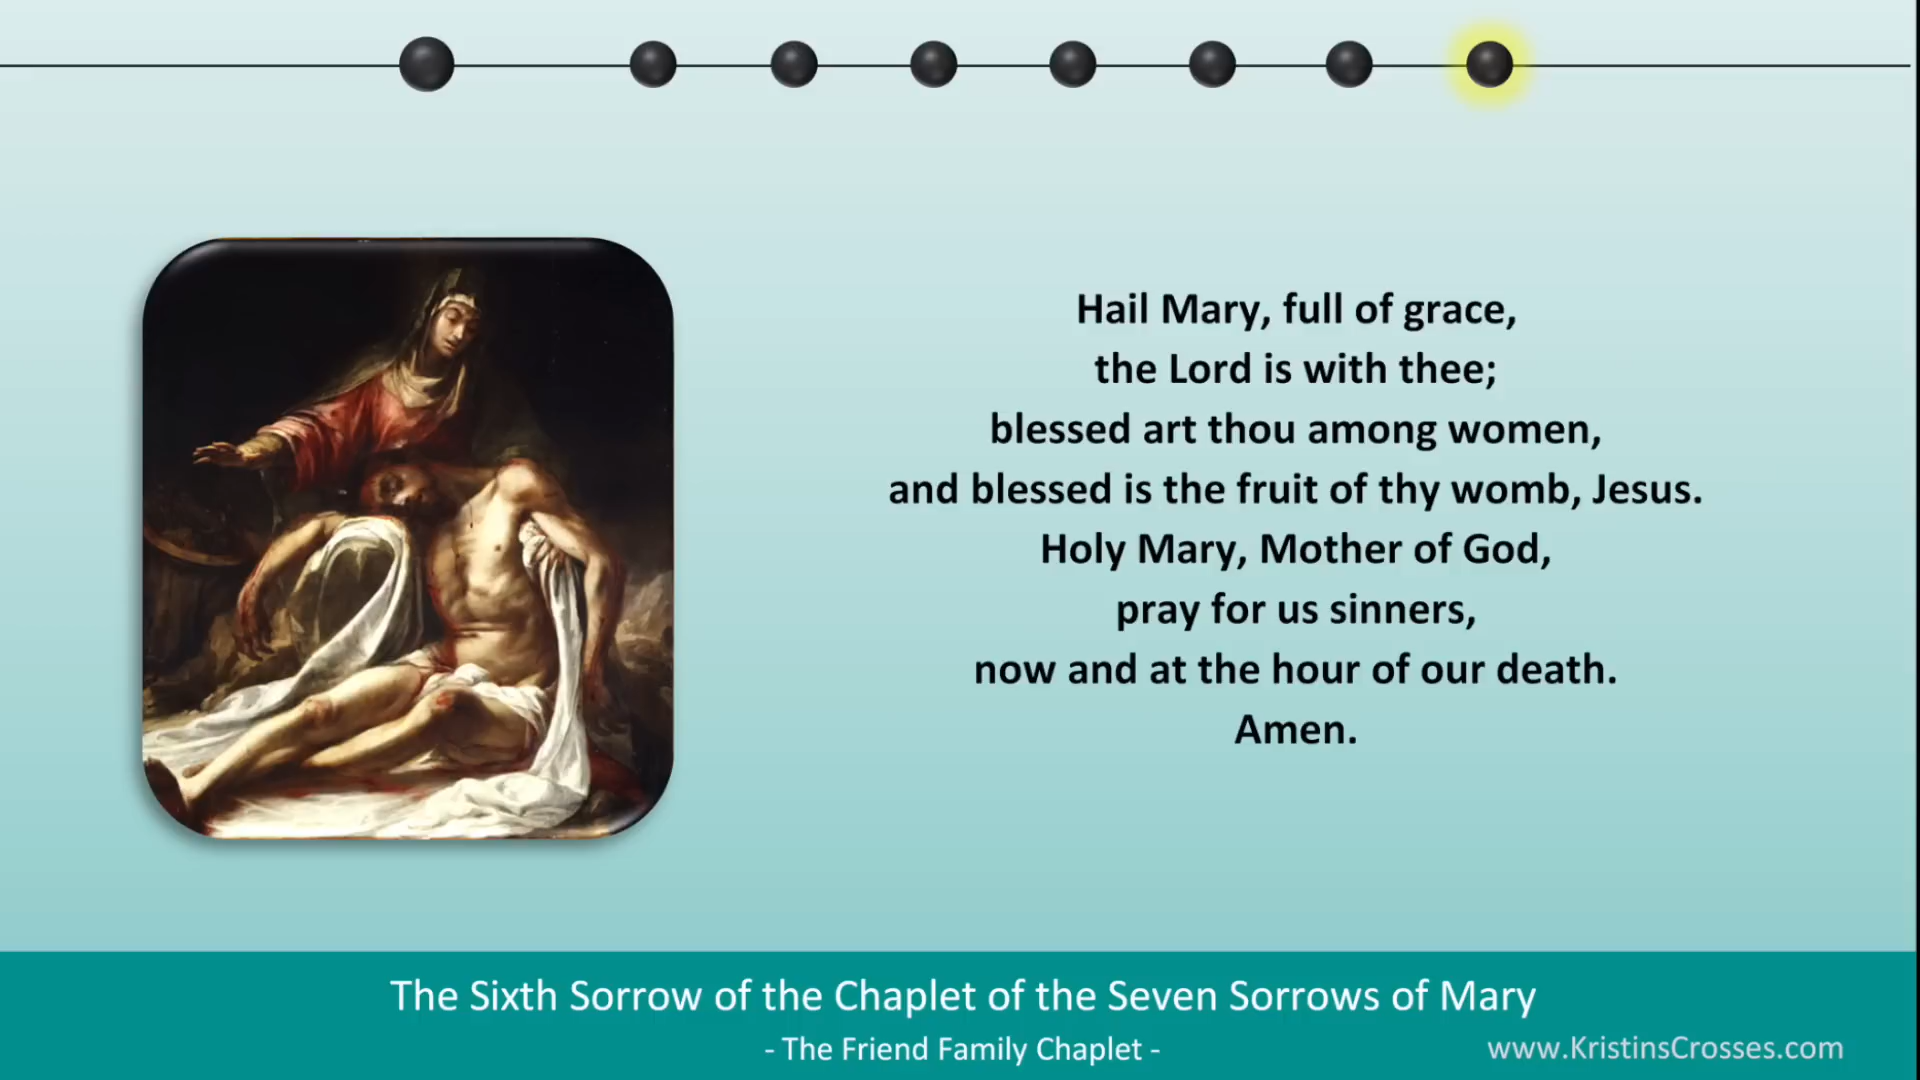 Hail Mary, full of grace,
the Lord is with thee;
blessed art thou among women,
and blessed is the fruit of thy womb, Jesus.
Holy Mary, Mother of God,
pray for us sinners,
now and at the hour of our death.
Amen.
The Sixth Sorrow of the Chaplet of the Seven Sorrows of Mary
- The Friend Family Chaplet -
www.KristinsCrosses.com